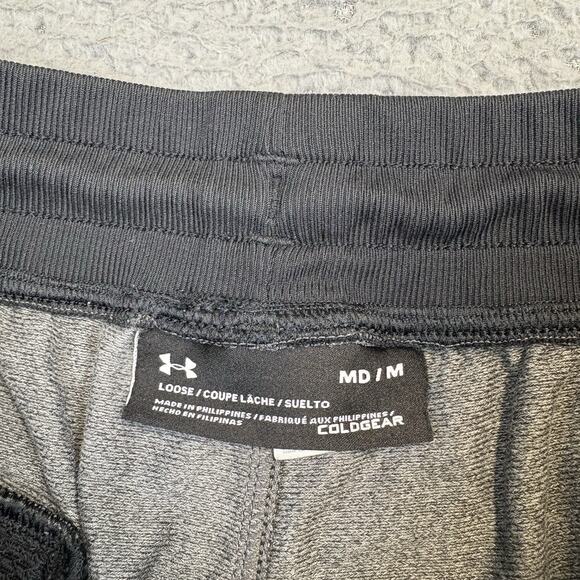 MD / M
LOOSE / COUPE LÂCHE / SUELTO
MADE IN PHILIPPINES / FABRIQUÉ AUX PHILIPPINES /
HECHO EN FILIPINAS
COLDGEAR